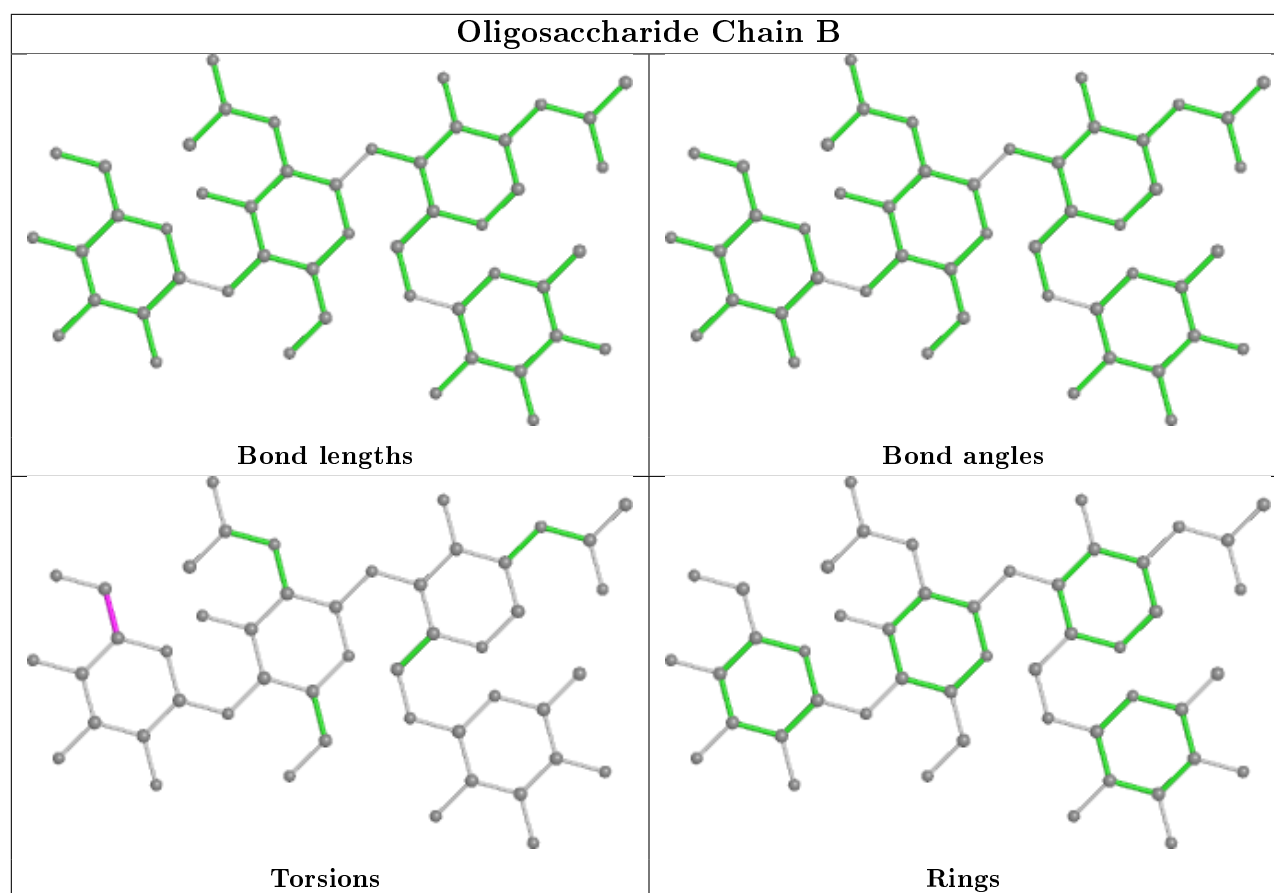 Oligosaccharide Chain B
Bond lengths
Bond angles
Torsions
Rings